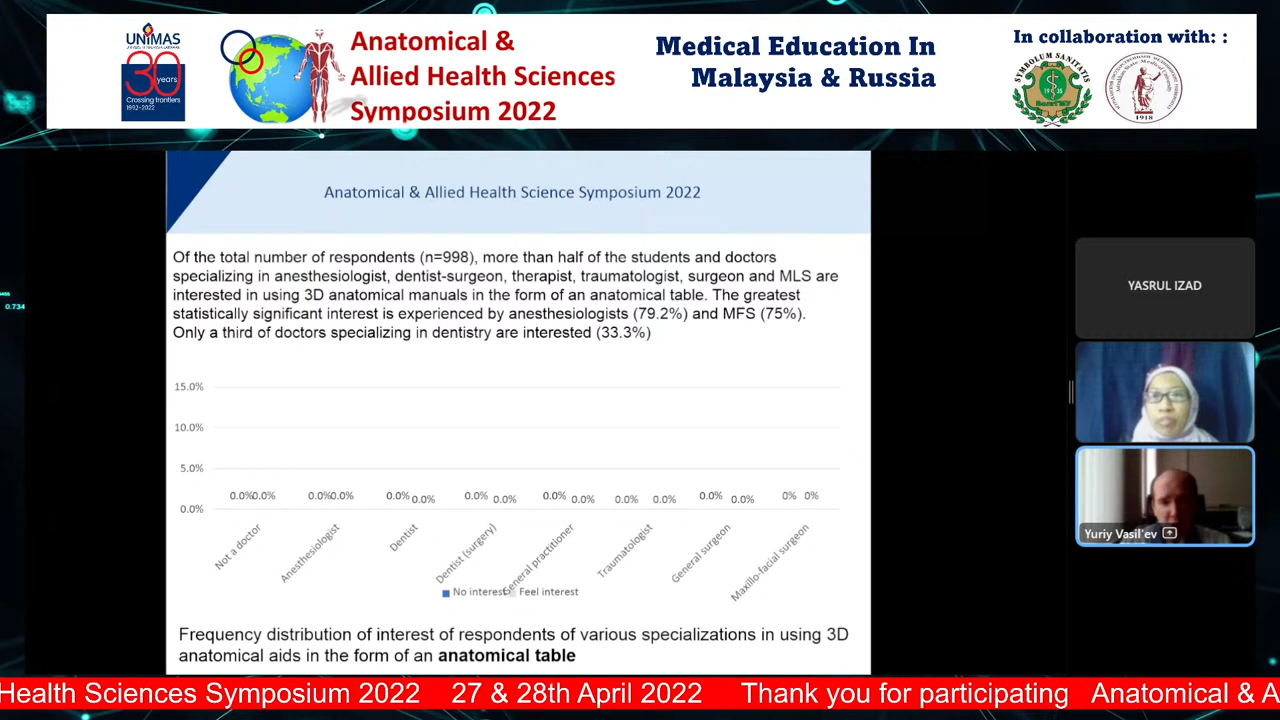 UNIMAS
30 years
Crossing frontiers
1992-2022
Anatomical &
Allied Health Sciences
Symposium 2022
Medical Education In
Malaysia & Russia
In collaboration with: :
SYMBOLUM SANITATIS
1918
Anatomical & Allied Health Science Symposium 2022
Of the total number of respondents (n=998), more than half of the students and doctors
specializing in anesthesiologist, dentist-surgeon, therapist, traumatologist, surgeon and MLS are
interested in using 3D anatomical manuals in the form of an anatomical table. The greatest
statistically significant interest is experienced by anesthesiologists (79.2%) and MFS (75%).
Only a third of doctors specializing in dentistry are interested (33.3%)
15.0%
10.0%
5.0%
0.0%
0.0% 0.0% 0.0% 0.0% 0.0% 0.0% 0.0% 0.0% 0.0% 0.0% 0.0% 0.0% 0.0% 0.0% 0% 0%
Not a doctor
Anesthesiologist
Dentist
Dentist (surgery)
General practitioner
Traumatologist
General surgeon
Maxillo-facial surgeon
No interest Feel interest
Frequency distribution of interest of respondents of various specializations in using 3D
anatomical aids in the form of an anatomical table
YASRUL IZAD
Yuriy Vasil'ev
0.734
Health Sciences Symposium 2022 27 & 28th April 2022 Thank you for participating Anatomical & A